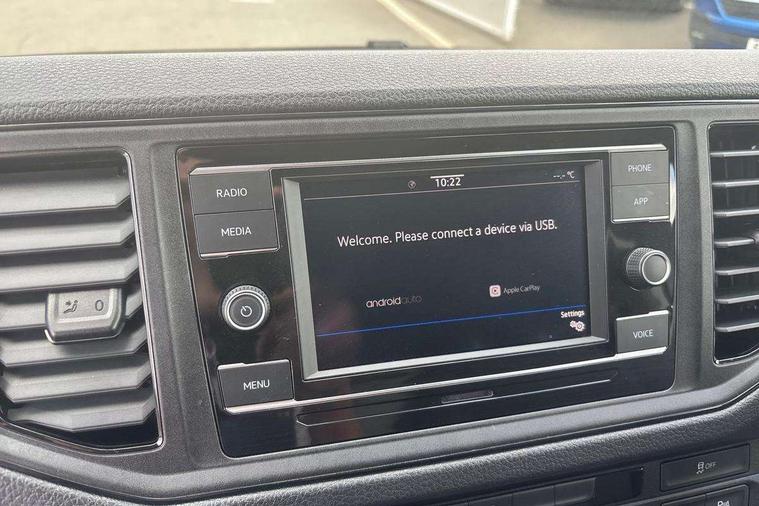 10:22
--,- °C
RADIO
PHONE
MEDIA
APP
Welcome. Please connect a device via USB.
androidauto
Apple CarPlay
Settings
0
VOICE
MENU
OFF